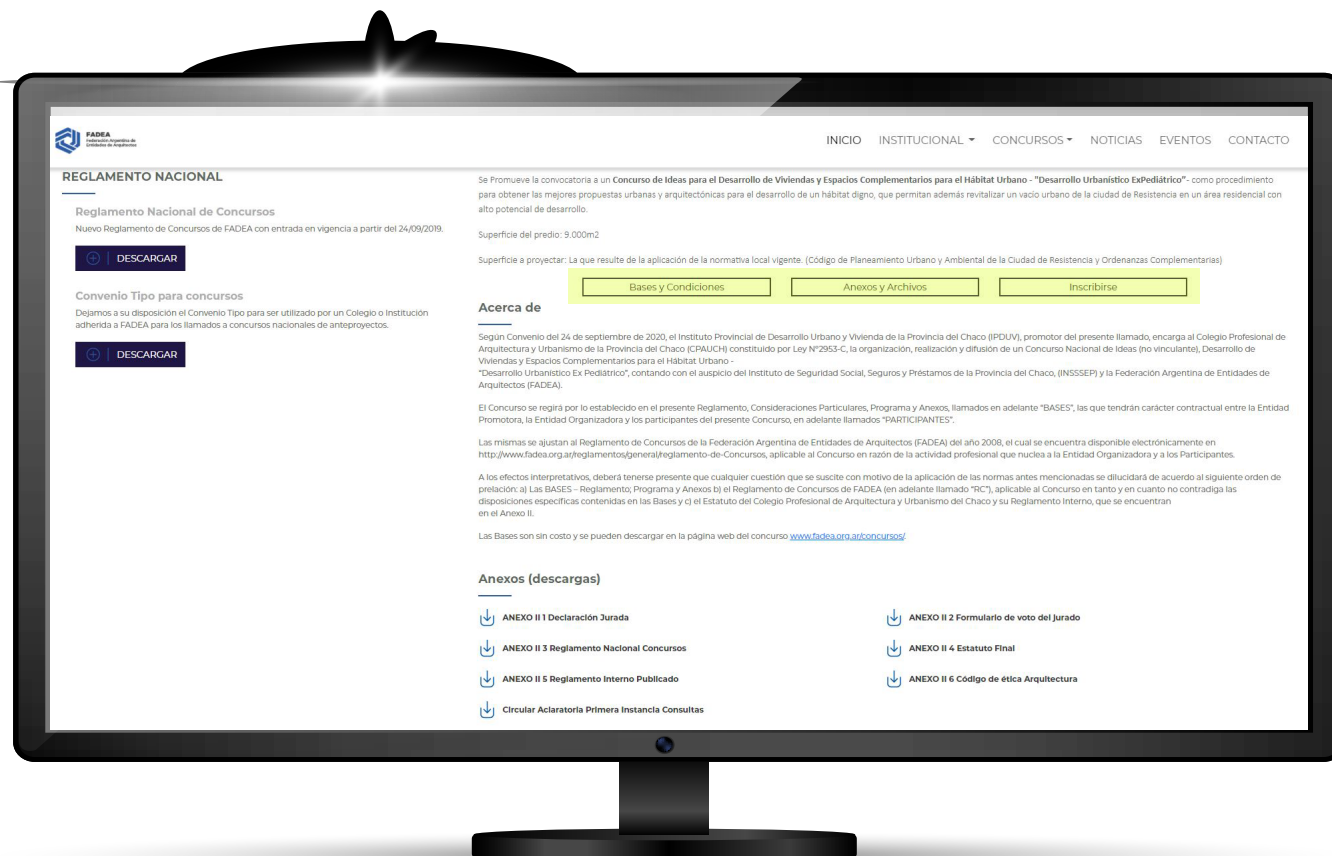 FADEA
Federación Argentina de
Entidades de Arquitectos
INICIO INSTITUCIONAL CONCURSOS NOTICIAS EVENTOS CONTACTO
REGLAMENTO NACIONAL
Reglamento Nacional de Concursos
Nuevo Reglamento de Concursos de FADEA con entrada en vigencia a partir del 24/09/2019.
DESCARGAR
Convenio Tipo para concursos
Dejamos a su disposición el Convenio Tipo para ser utilizado por un Colegio o Institución
adherida a FADEA para los llamados a concursos nacionales de anteproyectos.
DESCARGAR
Se Promueve la convocatoria a un Concurso de Ideas para el Desarrollo de Viviendas y Espacios Complementarios para el Hábitat Urbano - "Desarrollo Urbanístico ExPediátrico"- como procedimiento
para obtener las mejores propuestas urbanas y arquitectónicas para el desarrollo de un hábitat digno, que permitan además revitalizar un vacío urbano de la ciudad de Resistencia en un área residencial con
alto potencial de desarrollo.
Superficie del predio: 9.000m2
Superficie a proyectar: La que resulte de la aplicación de la normativa local vigente. (Código de Planeamiento Urbano y Ambiental de la Ciudad de Resistencia y Ordenanzas Complementarias)
Bases y Condiciones
Anexos y Archivos
Inscribirse
Acerca de
Según Convenio del 24 de septiembre de 2020, el Instituto Provincial de Desarrollo Urbano y Vivienda de la Provincia del Chaco (IPDUV), promotor del presente llamado, encarga al Colegio Profesional de
Arquitectura y Urbanismo de la Provincia del Chaco (CPAUCH) constituido por Ley N°2953-C, la organización, realización y difusión de un Concurso Nacional de Ideas (no vinculante), Desarrollo de
Viviendas y Espacios Complementarios para el Hábitat Urbano -
"Desarrollo Urbanístico Ex Pediátrico", contando con el auspicio del Instituto de Seguridad Social, Seguros y Préstamos de la Provincia del Chaco, (INSSSEP) y la Federación Argentina de Entidades de
Arquitectos (FADEA).
El Concurso se regirá por lo establecido en el presente Reglamento, Consideraciones Particulares, Programa y Anexos, llamados en adelante "BASES", las que tendrán carácter contractual entre la Entidad
Promotora, la Entidad Organizadora y los participantes del presente Concurso, en adelante llamados "PARTICIPANTES".
Las mismas se ajustan al Reglamento de Concursos de la Federación Argentina de Entidades de Arquitectos (FADEA) del año 2008, el cual se encuentra disponible electrónicamente en
http://www.fadea.org.ar/reglamentos/general/reglamento-de-Concursos, aplicable al Concurso en razón de la actividad profesional que nuclea a la Entidad Organizadora y a los Participantes.
A los efectos interpretativos, deberá tenerse presente que cualquier cuestión que se suscite con motivo de la aplicación de las normas antes mencionadas se dilucidará de acuerdo al siguiente orden de
prelación: a) Las BASES – Reglamento; Programa y Anexos b) el Reglamento de Concursos de FADEA (en adelante llamado "RC"), aplicable al Concurso en tanto y en cuanto no contradiga las
disposiciones específicas contenidas en las Bases y c) el Estatuto del Colegio Profesional de Arquitectura y Urbanismo del Chaco y su Reglamento Interno, que se encuentran
en el Anexo II.
Las Bases son sin costo y se pueden descargar en la página web del concurso www.fadea.org.ar/concursos/.
Anexos (descargas)
ANEXO II 1 Declaración Jurada
ANEXO II 2 Formulario de voto del Jurado
ANEXO II 3 Reglamento Nacional Concursos
ANEXO II 4 Estatuto Final
ANEXO II 5 Reglamento Interno Publicado
ANEXO II 6 Código de ética Arquitectura
Circular Aclaratoria Primera Instancia Consultas